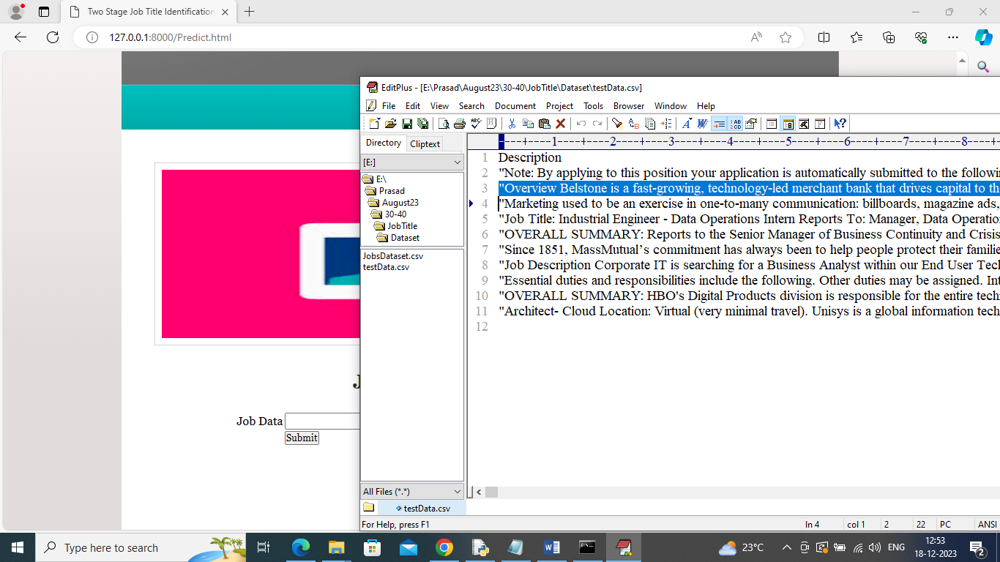 Two Stage Job Title Identification
127.0.0.1:8000/Predict.html
EditPlus - [E:\Prasad\August23\30-40\JobTitle\Dataset\testData.csv]
File Edit View Search Document Project Tools Browser Window Help
Directory Cliptext
[E:]
E:\
Prasad
August23
30-40
JobTitle
Dataset
JobsDataset.csv
testData.csv
All Files (*.*)
testData.csv
----+----1----+----2----+----3----+----4----+----5----+----6----+----7----+----8----+
1 Description
2 "Note: By applying to this position your application is automatically submitted to the followi
3 "Overview Belstone is a fast-growing, technology-led merchant bank that drives capital to th
4 "Marketing used to be an exercise in one-to-many communication: billboards, magazine ads,
5 "Job Title: Industrial Engineer - Data Operations Intern Reports To: Manager, Data Operatio
6 "OVERALL SUMMARY: Reports to the Senior Manager of Business Continuity and Crisis
7 "Since 1851, MassMutual’s commitment has always been to help people protect their familie
8 "Job Description Corporate IT is searching for a Business Analyst within our End User Tech
9 "Essential duties and responsibilities include the following. Other duties may be assigned. Int
10 "OVERALL SUMMARY: HBO's Digital Products division is responsible for the entire tech
11 "Architect- Cloud Location: Virtual (very minimal travel). Unisys is a global information tech
12
J
Job Data
Submit
For Help, press F1 ln 4 col 1 2 22 PC ANSI
Type here to search
23°C ENG 12:53
18-12-2023
2